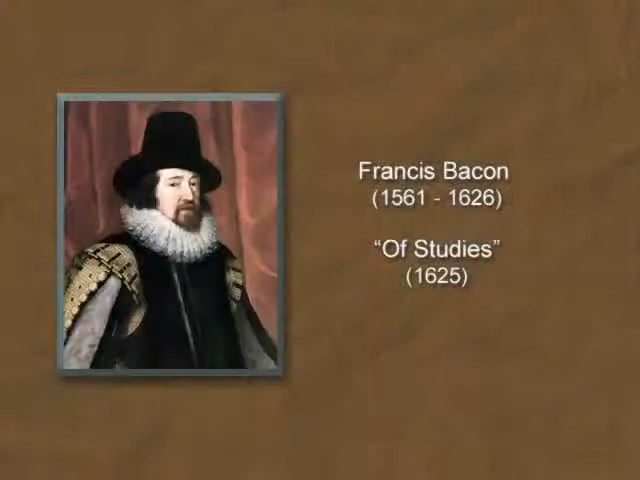 Francis Bacon
(1561 - 1626)
“Of Studies”
(1625)